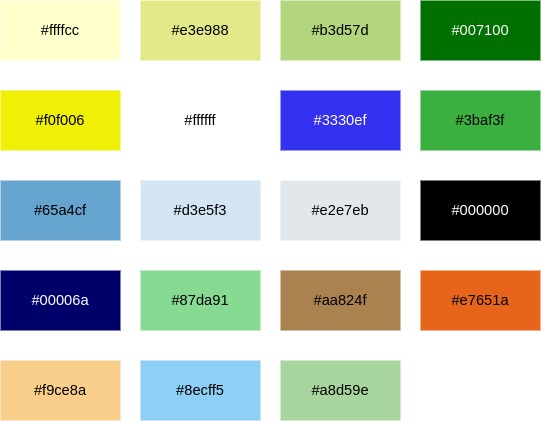 #ffffcc
#e3e988
#b3d57d
#007100
#f0f006
#ffffff
#3330ef
#3baf3f
#65a4cf
#d3e5f3
#e2e7eb
#000000
#00006a
#87da91
#aa824f
#e7651a
#f9ce8a
#8ecff5
#a8d59e